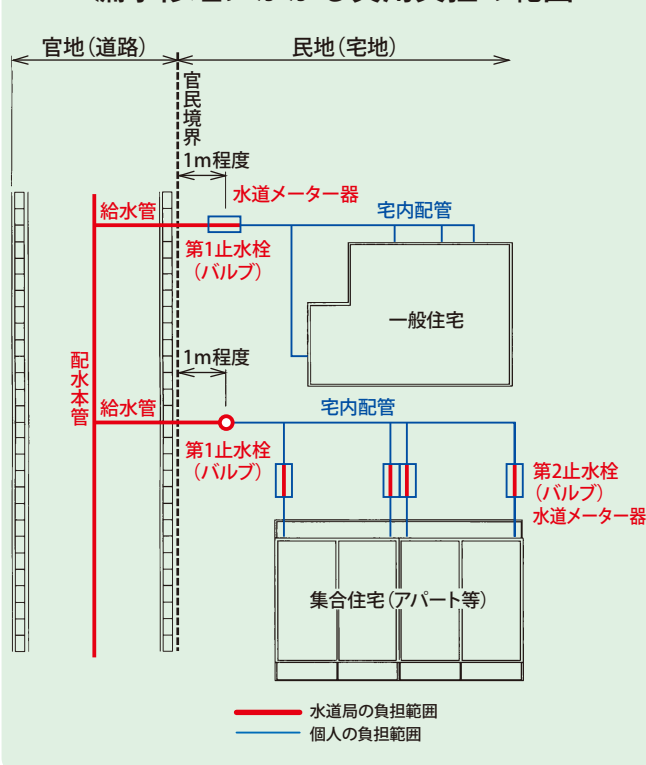 官地(道路)
民地(宅地)
官民境界
1m程度
水道メーター器
給水管
宅内配管
第1止水栓
(バルブ)
一般住宅
1m程度
配水本管
給水管
宅内配管
第1止水栓
(バルブ)
第2止水栓
(バルブ)
水道メーター器
集合住宅(アパート等)
水道局の負担範囲
個人の負担範囲